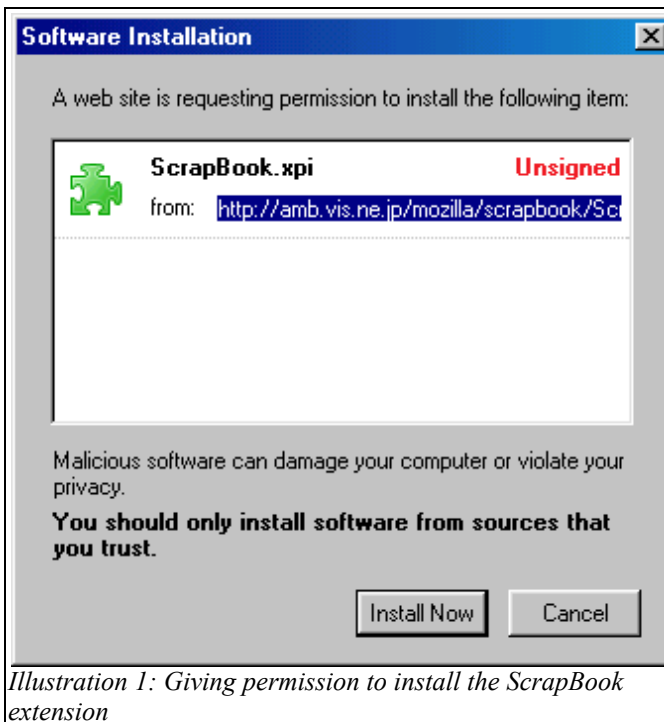 Software Installation
A web site is requesting permission to install the following item:
ScrapBook.xpi Unsigned
from: http://amb.vis.ne.jp/mozilla/scrapbook/Scr
Malicious software can damage your computer or violate your
privacy.
You should only install software from sources that
you trust.
Install Now Cancel
Illustration 1: Giving permission to install the ScrapBook
extension